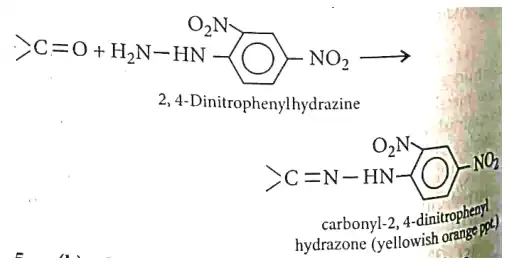 O₂N
>C=O + H₂N—HN — NO₂ ⟶
2, 4-Dinitrophenylhydrazine
O₂N
>C=N—HN —NO₂
carbonyl-2, 4-dinitrophenyl
hydrazone (yellowish orange ppt.)